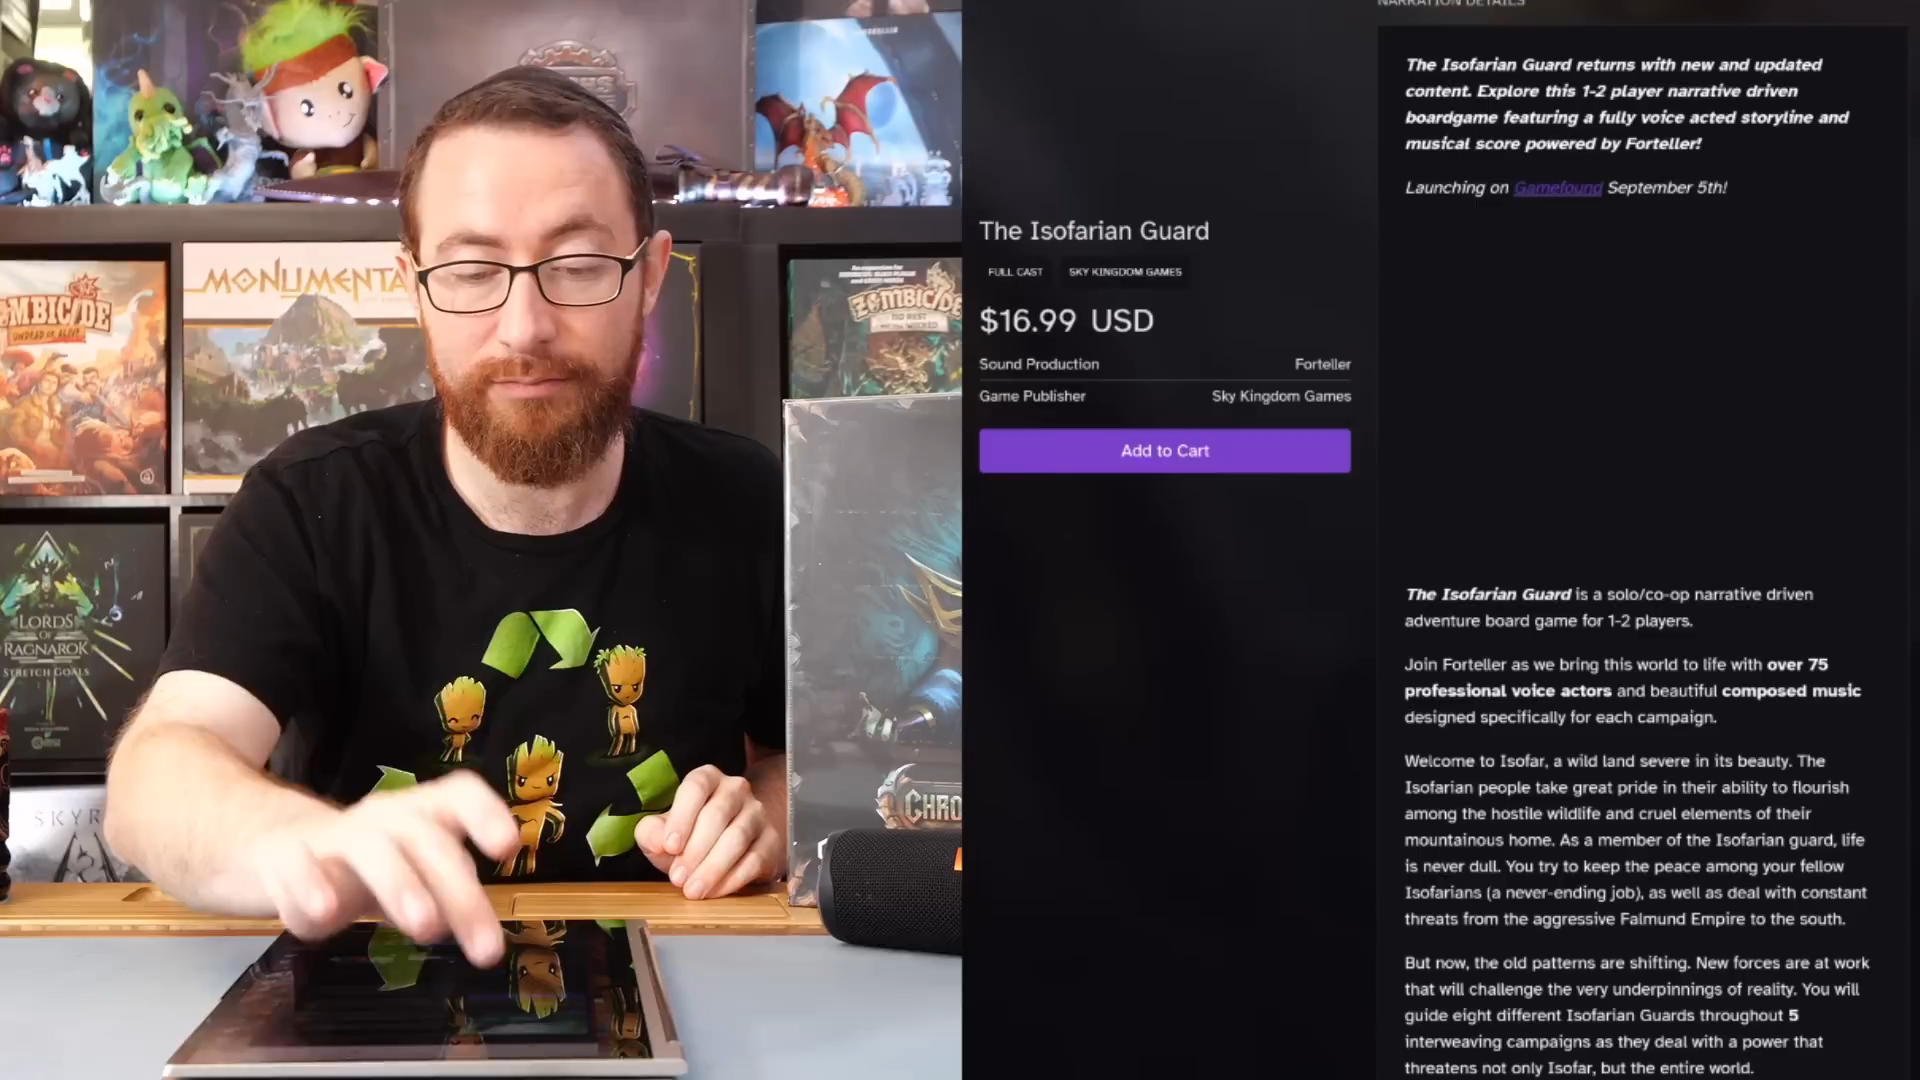 MONUMENTA
ZOMBICIDE
MBICIDE
UNDEAD OR ALIVE
LORDS
OF
RAGNAROK
STRETCH GOALS
SKYR
CHRO
NARRATION DETAILS
The Isofarian Guard returns with new and updated
content. Explore this 1-2 player narrative driven
boardgame featuring a fully voice acted storyline and
musical score powered by Forteller!
Launching on Gamefound September 5th!
The Isofarian Guard
FULL CAST SKY KINGDOM GAMES
$16.99 USD
Sound Production Forteller
Game Publisher Sky Kingdom Games
Add to Cart
The Isofarian Guard is a solo/co-op narrative driven
adventure board game for 1-2 players.
Join Forteller as we bring this world to life with over 75
professional voice actors and beautiful composed music
designed specifically for each campaign.
Welcome to Isofar, a wild land severe in its beauty. The
Isofarian people take great pride in their ability to flourish
among the hostile wildlife and cruel elements of their
mountainous home. As a member of the Isofarian guard, life
is never dull. You try to keep the peace among your fellow
Isofarians (a never-ending job), as well as deal with constant
threats from the aggressive Falmund Empire to the south.
But now, the old patterns are shifting. New forces are at work
that will challenge the very underpinnings of reality. You will
guide eight different Isofarian Guards throughout 5
interweaving campaigns as they deal with a power that
threatens not only Isofar, but the entire world.